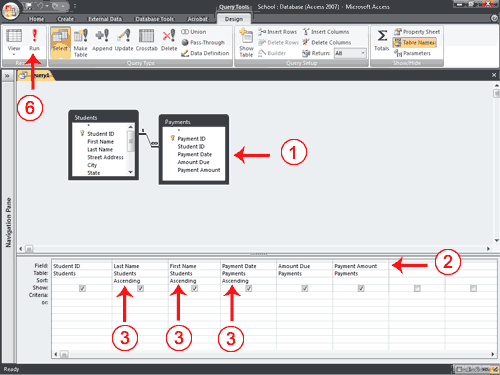 Query Tools School : Database (Access 2007) - Microsoft Access
Home Create External Data Database Tools Acrobat Design
View Run Select Make Table Append Update Crosstab Delete
Union
Pass-Through
Data Definition
Show Table
Insert Rows
Delete Rows
Builder
Insert Columns
Delete Columns
Return: All
Totals
Property Sheet
Table Names
Parameters
Query Type Query Setup Show/Hide
6
Students
*
Student ID
First Name
Last Name
Street Address
City
State
1
Payments
*
Payment ID
Student ID
Payment Date
Amount Due
Payment Amount
1
Navigation Pane
Field: Student ID Last Name First Name Payment Date Amount Due Payment Amount
Table: Students Students Students Payments Payments Payments
Sort: Ascending Ascending Ascending
Show:
Criteria:
or:
2
3 3 3
Ready